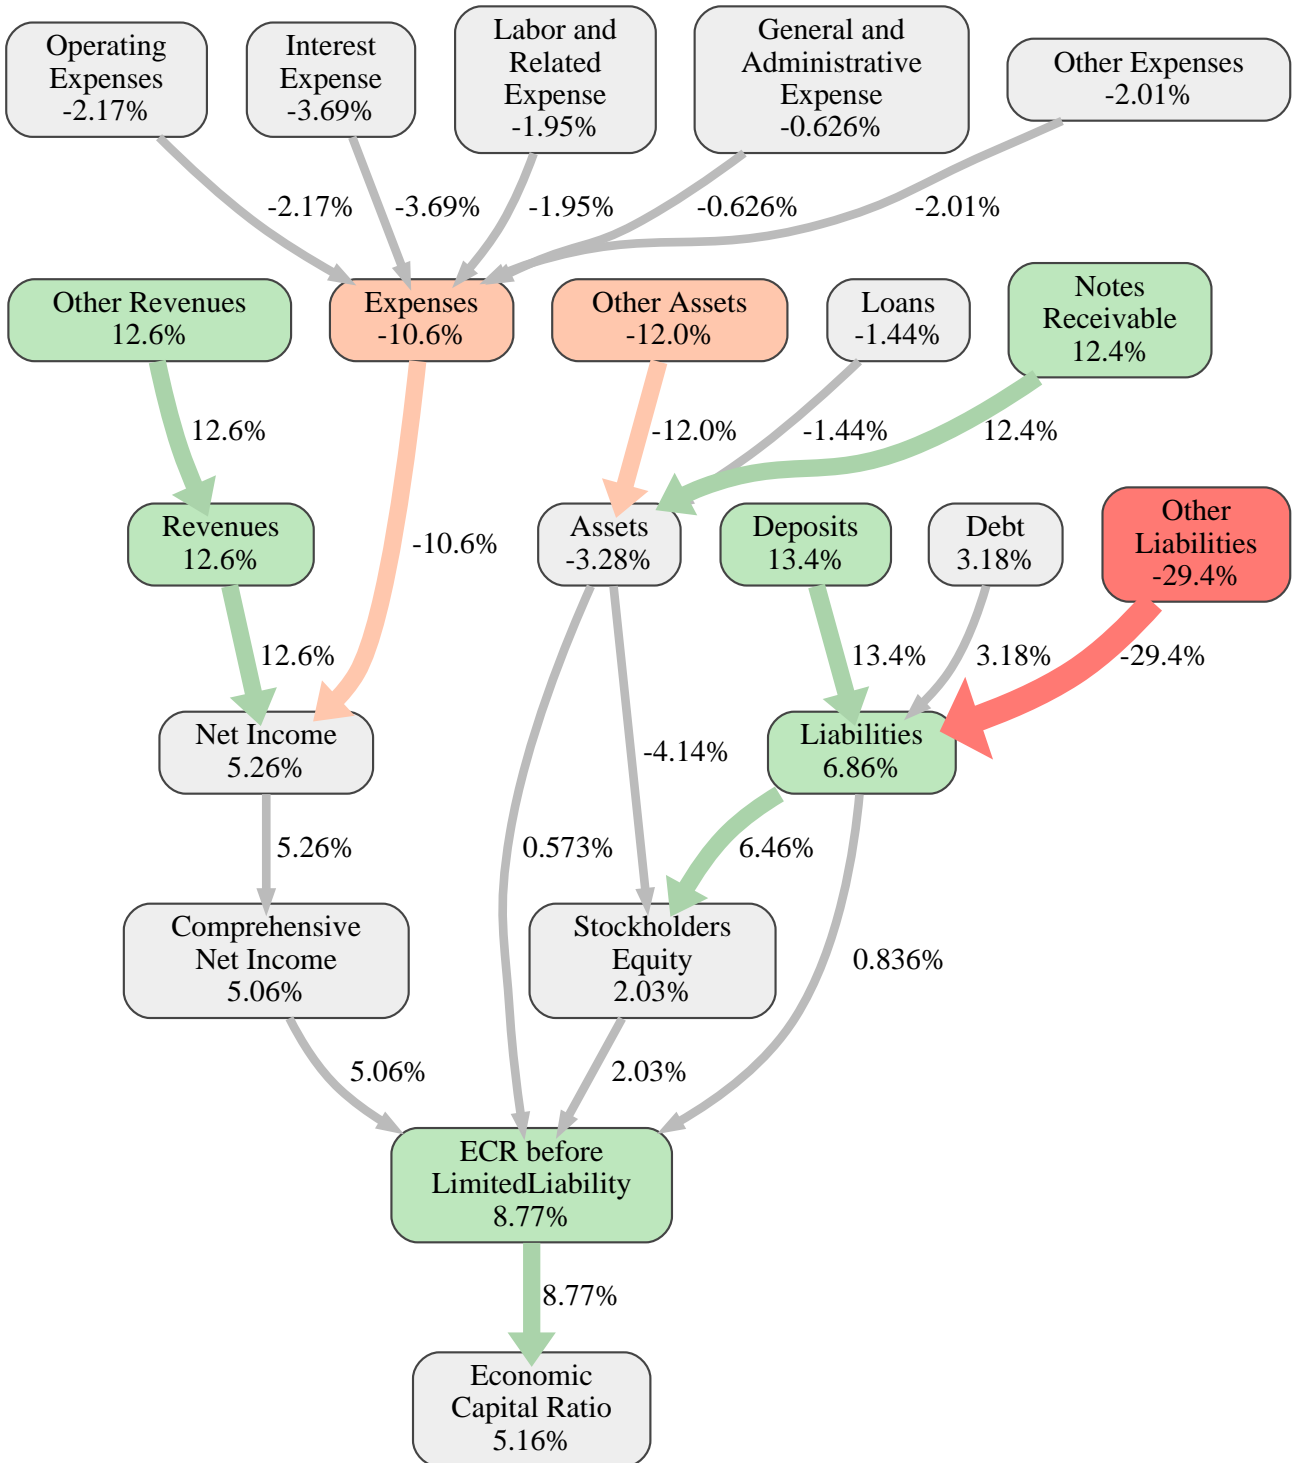 Operating
Expenses
-2.17%
Interest
Expense
-3.69%
Labor and
Related
Expense
-1.95%
General and
Administrative
Expense
-0.626%
Other Expenses
-2.01%
-2.17%
-3.69%
-1.95%
-0.626%
-2.01%
Other Revenues
12.6%
Expenses
-10.6%
Other Assets
-12.0%
Loans
-1.44%
Notes
Receivable
12.4%
12.6%
-12.0%
-1.44%
12.4%
Revenues
12.6%
-10.6%
Assets
-3.28%
Deposits
13.4%
Debt
3.18%
Other
Liabilities
-29.4%
12.6%
13.4%
3.18%
-29.4%
Net Income
5.26%
-4.14%
Liabilities
6.86%
5.26%
0.573%
6.46%
Comprehensive
Net Income
5.06%
Stockholders
Equity
2.03%
0.836%
5.06%
2.03%
ECR before
LimitedLiability
8.77%
8.77%
Economic
Capital Ratio
5.16%